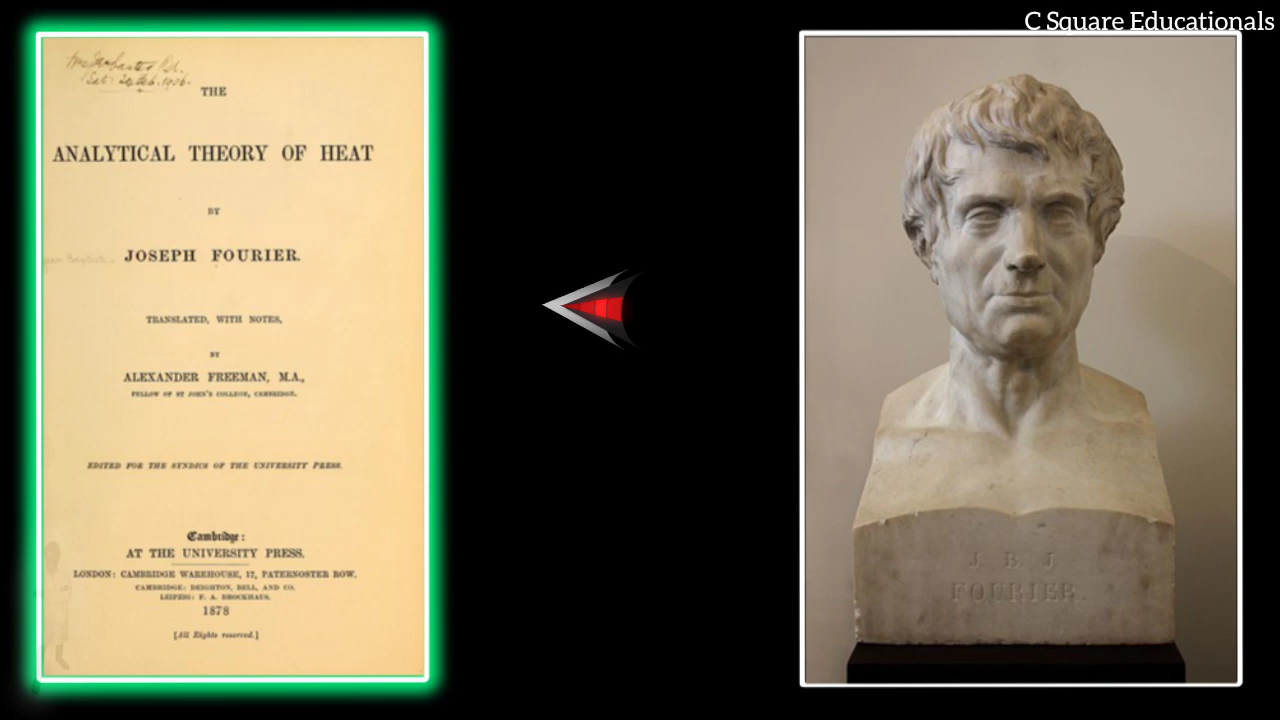 C Square Educationals
THE
ANALYTICAL THEORY OF HEAT
BY
JOSEPH FOURIER.
TRANSLATED, WITH NOTES,
BY
ALEXANDER FREEMAN, M.A.,
FELLOW OF ST JOHN'S COLLEGE, CAMBRIDGE.
EDITED FOR THE SYNDICS OF THE UNIVERSITY PRESS.
Cambridge:
AT THE UNIVERSITY PRESS.
LONDON: CAMBRIDGE WAREHOUSE, 17, PATERNOSTER ROW.
CAMBRIDGE: DEIGHTON, BELL, AND CO.
LEIPZIG: F. A. BROCKHAUS.
1878
[All Rights reserved.]
J B J
FOURIER.